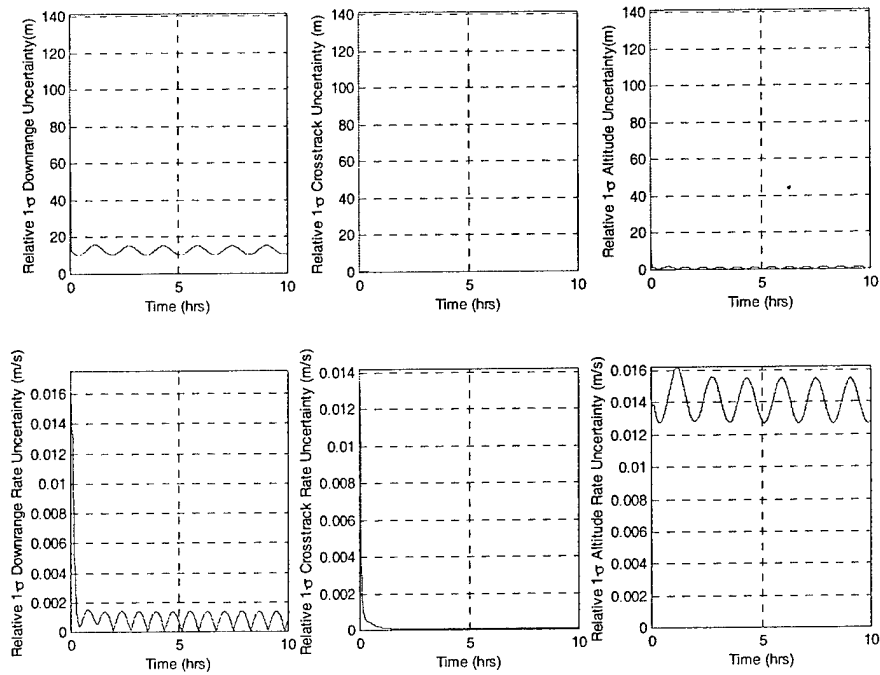 Relative 1σ Downrange Uncertainty(m)
140
120
100
80
60
40
20
0
0 5 10
Time (hrs)
Relative 1σ Crosstrack Uncertainty (m)
140
120
100
80
60
40
20
0
0 5 10
Time (hrs)
Relative 1σ Altitude Uncertainty(m)
140
120
100
80
60
40
20
0
0 5 10
Time (hrs)
Relative 1σ Downrange Rate Uncertainty (m/s)
0.016
0.014
0.012
0.01
0.008
0.006
0.004
0.002
0
0 5 10
Time (hrs)
Relative 1σ Crosstrack Rate Uncertainty (m/s)
0.014
0.012
0.01
0.008
0.006
0.004
0.002
0
0 5 10
Time (hrs)
Relative 1σ Altitude Rate Uncertainty (m/s)
0.016
0.014
0.012
0.01
0.008
0.006
0.004
0.002
0
0 5 10
Time (hrs)